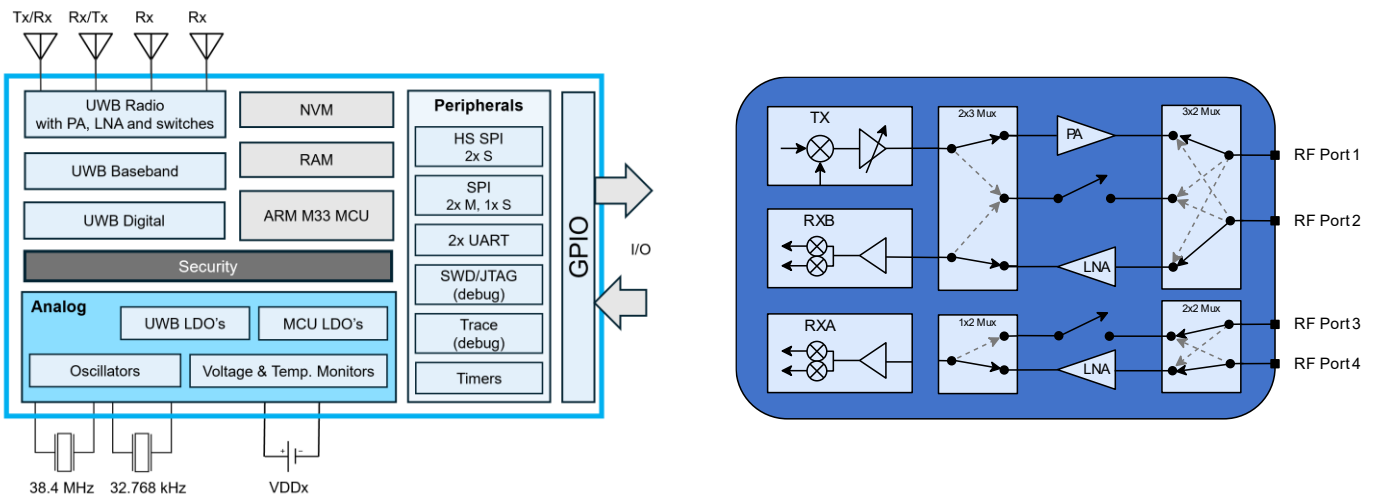 Tx/Rx
Rx/Tx
Rx
Rx
UWB Radio
with PA, LNA and switches
UWB Baseband
UWB Digital
NVM
RAM
ARM M33 MCU
Security
Analog
UWB LDO's
MCU LDO's
Oscillators
Voltage & Temp. Monitors
38.4 MHz
32.768 kHz
VDDx
+
-
Peripherals
HS SPI
2x S
SPI
2x M, 1x S
2x UART
SWD/JTAG
(debug)
Trace
(debug)
Timers
GPIO
I/O
TX
RXB
RXA
2x3 Mux
1x2 Mux
PA
LNA
LNA
3x2 Mux
2x2 Mux
RF Port 1
RF Port 2
RF Port 3
RF Port 4